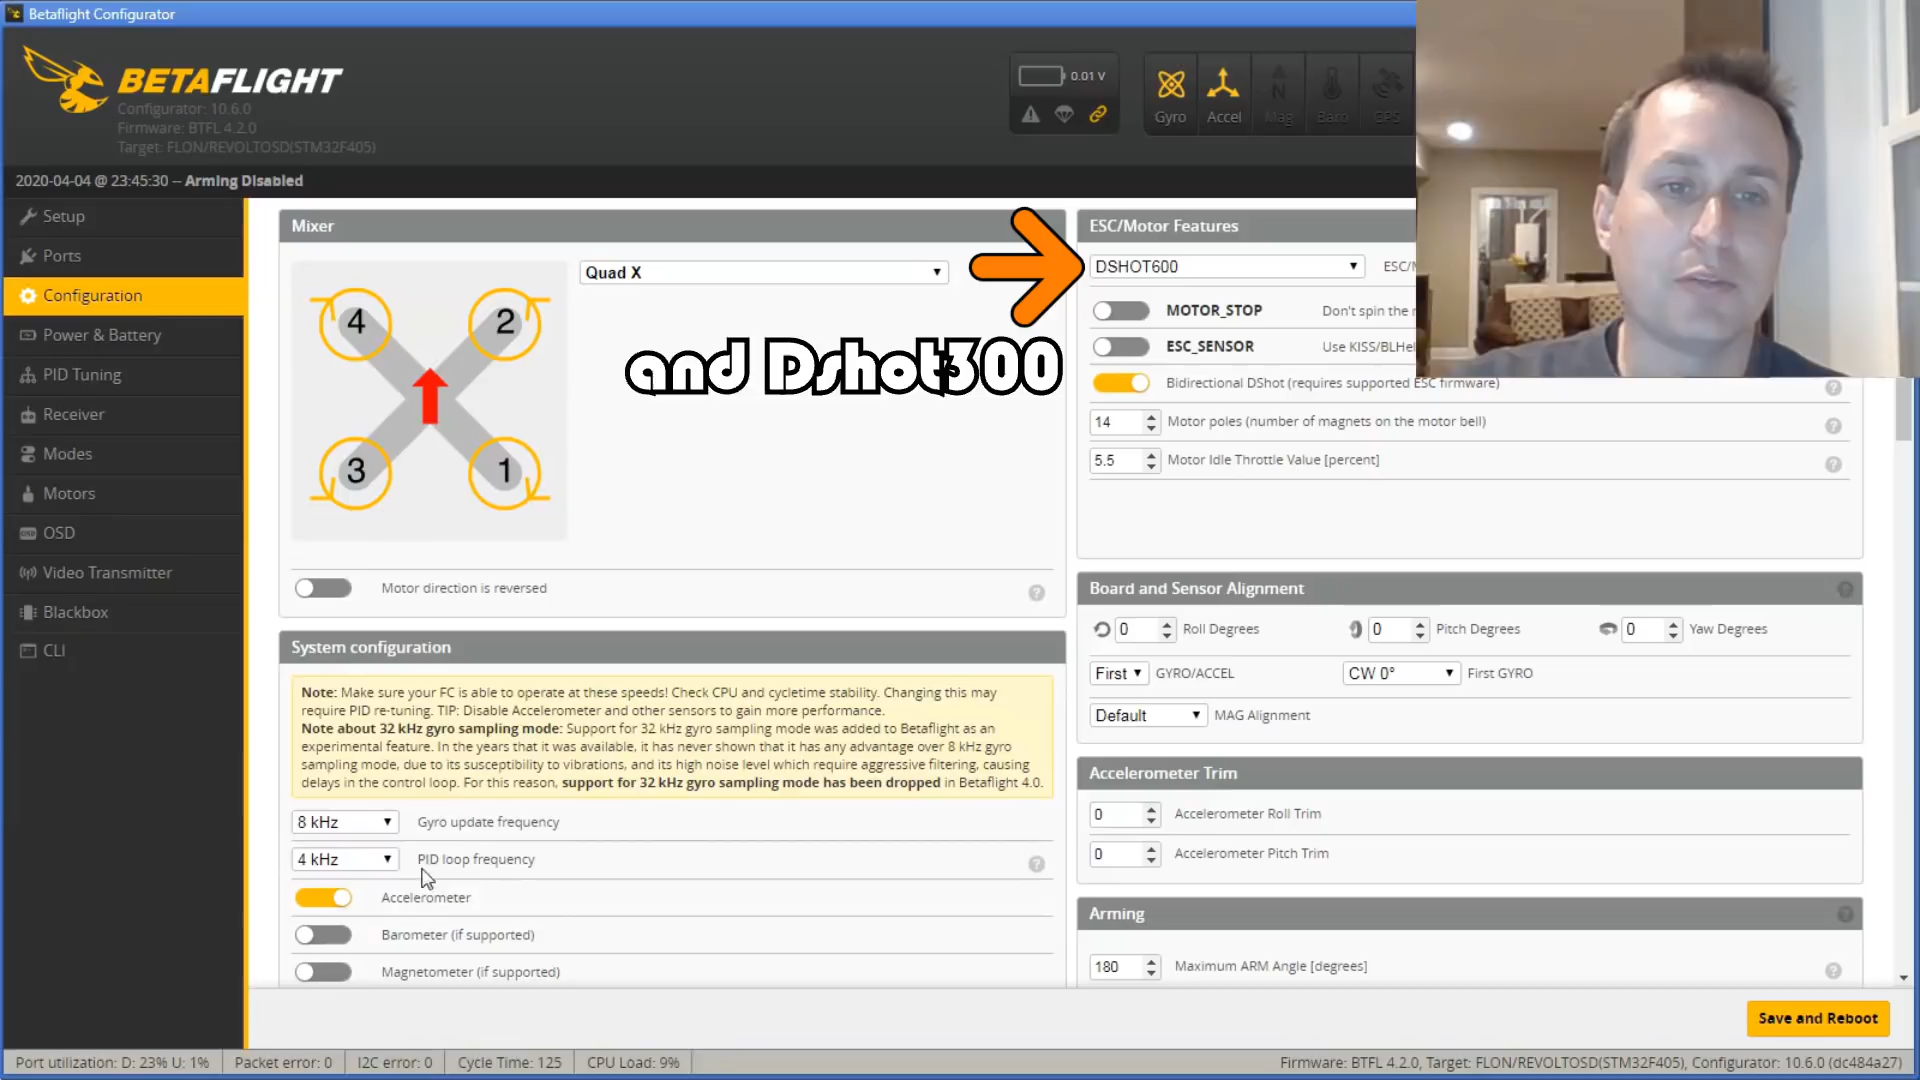 Betaflight Configurator
BETAFLIGHT
Configurator: 10.6.0
Firmware: BTFL 4.2.0
Target: FLON/REVOLTOSD(STM32F405)
0.01 V
Gyro
Accel
Mag
Baro
GPS
2020-04-04 @ 23:45:30 -- Arming Disabled
Setup
Ports
Configuration
Power & Battery
PID Tuning
Receiver
Modes
Motors
OSD
Video Transmitter
Blackbox
CLI
Mixer
Quad X
4
2
3
1
and Dshot300
Motor direction is reversed
System configuration
Note: Make sure your FC is able to operate at these speeds! Check CPU and cycletime stability. Changing this may
require PID re-tuning. TIP: Disable Accelerometer and other sensors to gain more performance.
Note about 32 kHz gyro sampling mode: Support for 32 kHz gyro sampling mode was added to Betaflight as an
experimental feature. In the years that it was available, it has never shown that it has any advantage over 8 kHz gyro
sampling mode, due to its susceptibility to vibrations, and its high noise level which require aggressive filtering, causing
delays in the control loop. For this reason, support for 32 kHz gyro sampling mode has been dropped in Betaflight 4.0.
8 kHz Gyro update frequency
4 kHz PID loop frequency
Accelerometer
Barometer (if supported)
Magnetometer (if supported)
ESC/Motor Features
DSHOT600 ESC/
MOTOR_STOP Don't spin the
ESC_SENSOR Use KISS/BLHel
Bidirectional DShot (requires supported ESC firmware)
14 Motor poles (number of magnets on the motor bell)
5.5 Motor Idle Throttle Value [percent]
Board and Sensor Alignment
0 Roll Degrees 0 Pitch Degrees 0 Yaw Degrees
First GYRO/ACCEL CW 0° First GYRO
Default MAG Alignment
Accelerometer Trim
0 Accelerometer Roll Trim
0 Accelerometer Pitch Trim
Arming
180 Maximum ARM Angle [degrees]
Save and Reboot
Port utilization: D: 23% U: 1% Packet error: 0 I2C error: 0 Cycle Time: 125 CPU Load: 9% Firmware: BTFL 4.2.0, Target: FLON/REVOLTOSD(STM32F405), Configurator: 10.6.0 (dc484a27)